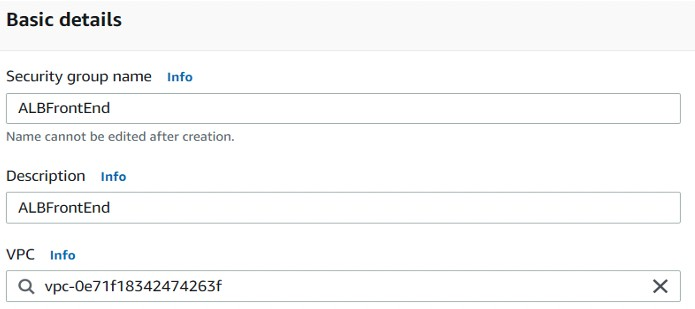 Basic details
Security group name Info
ALBFrontEnd
Name cannot be edited after creation.
Description Info
ALBFrontEnd
VPC Info
vpc-0e71f18342474263f